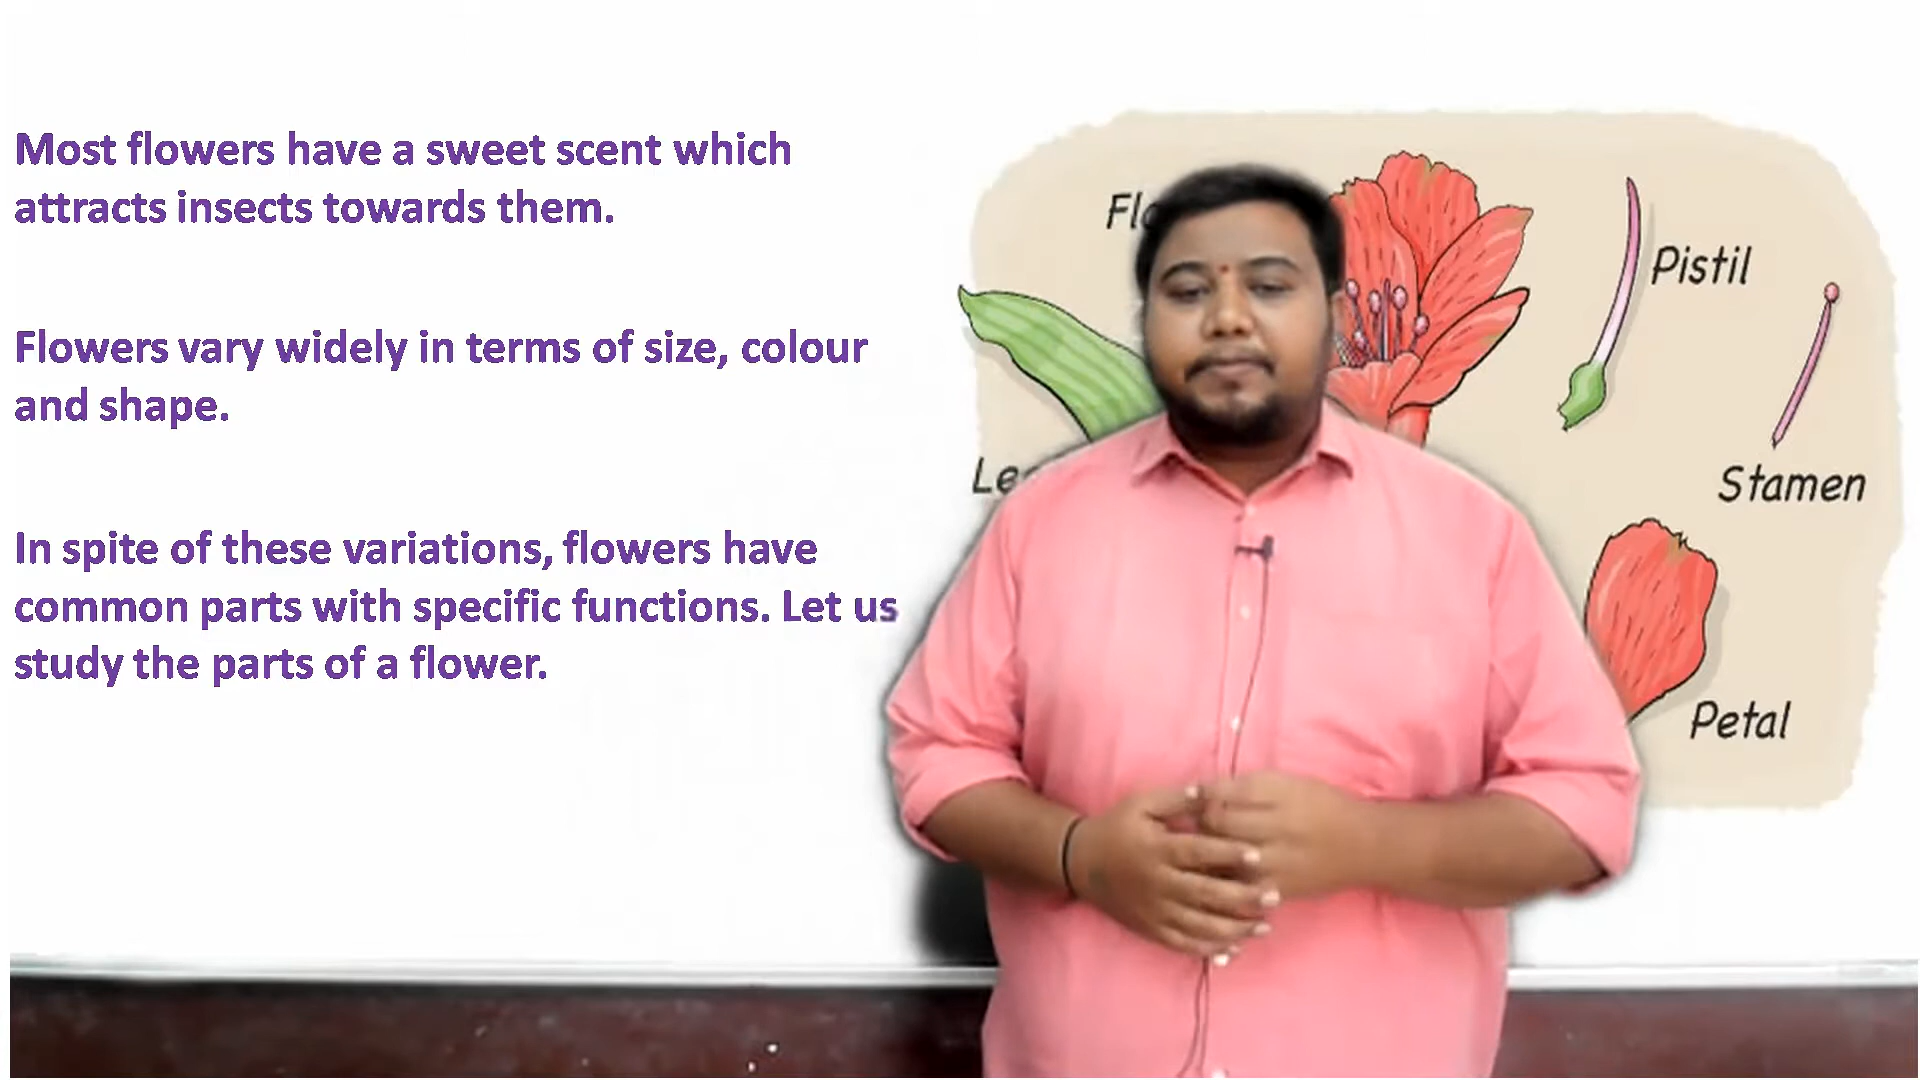 Most flowers have a sweet scent which
attracts insects towards them.
Flowers vary widely in terms of size, colour
and shape.
In spite of these variations, flowers have
common parts with specific functions. Let us
study the parts of a flower.
Pistil
Stamen
Petal